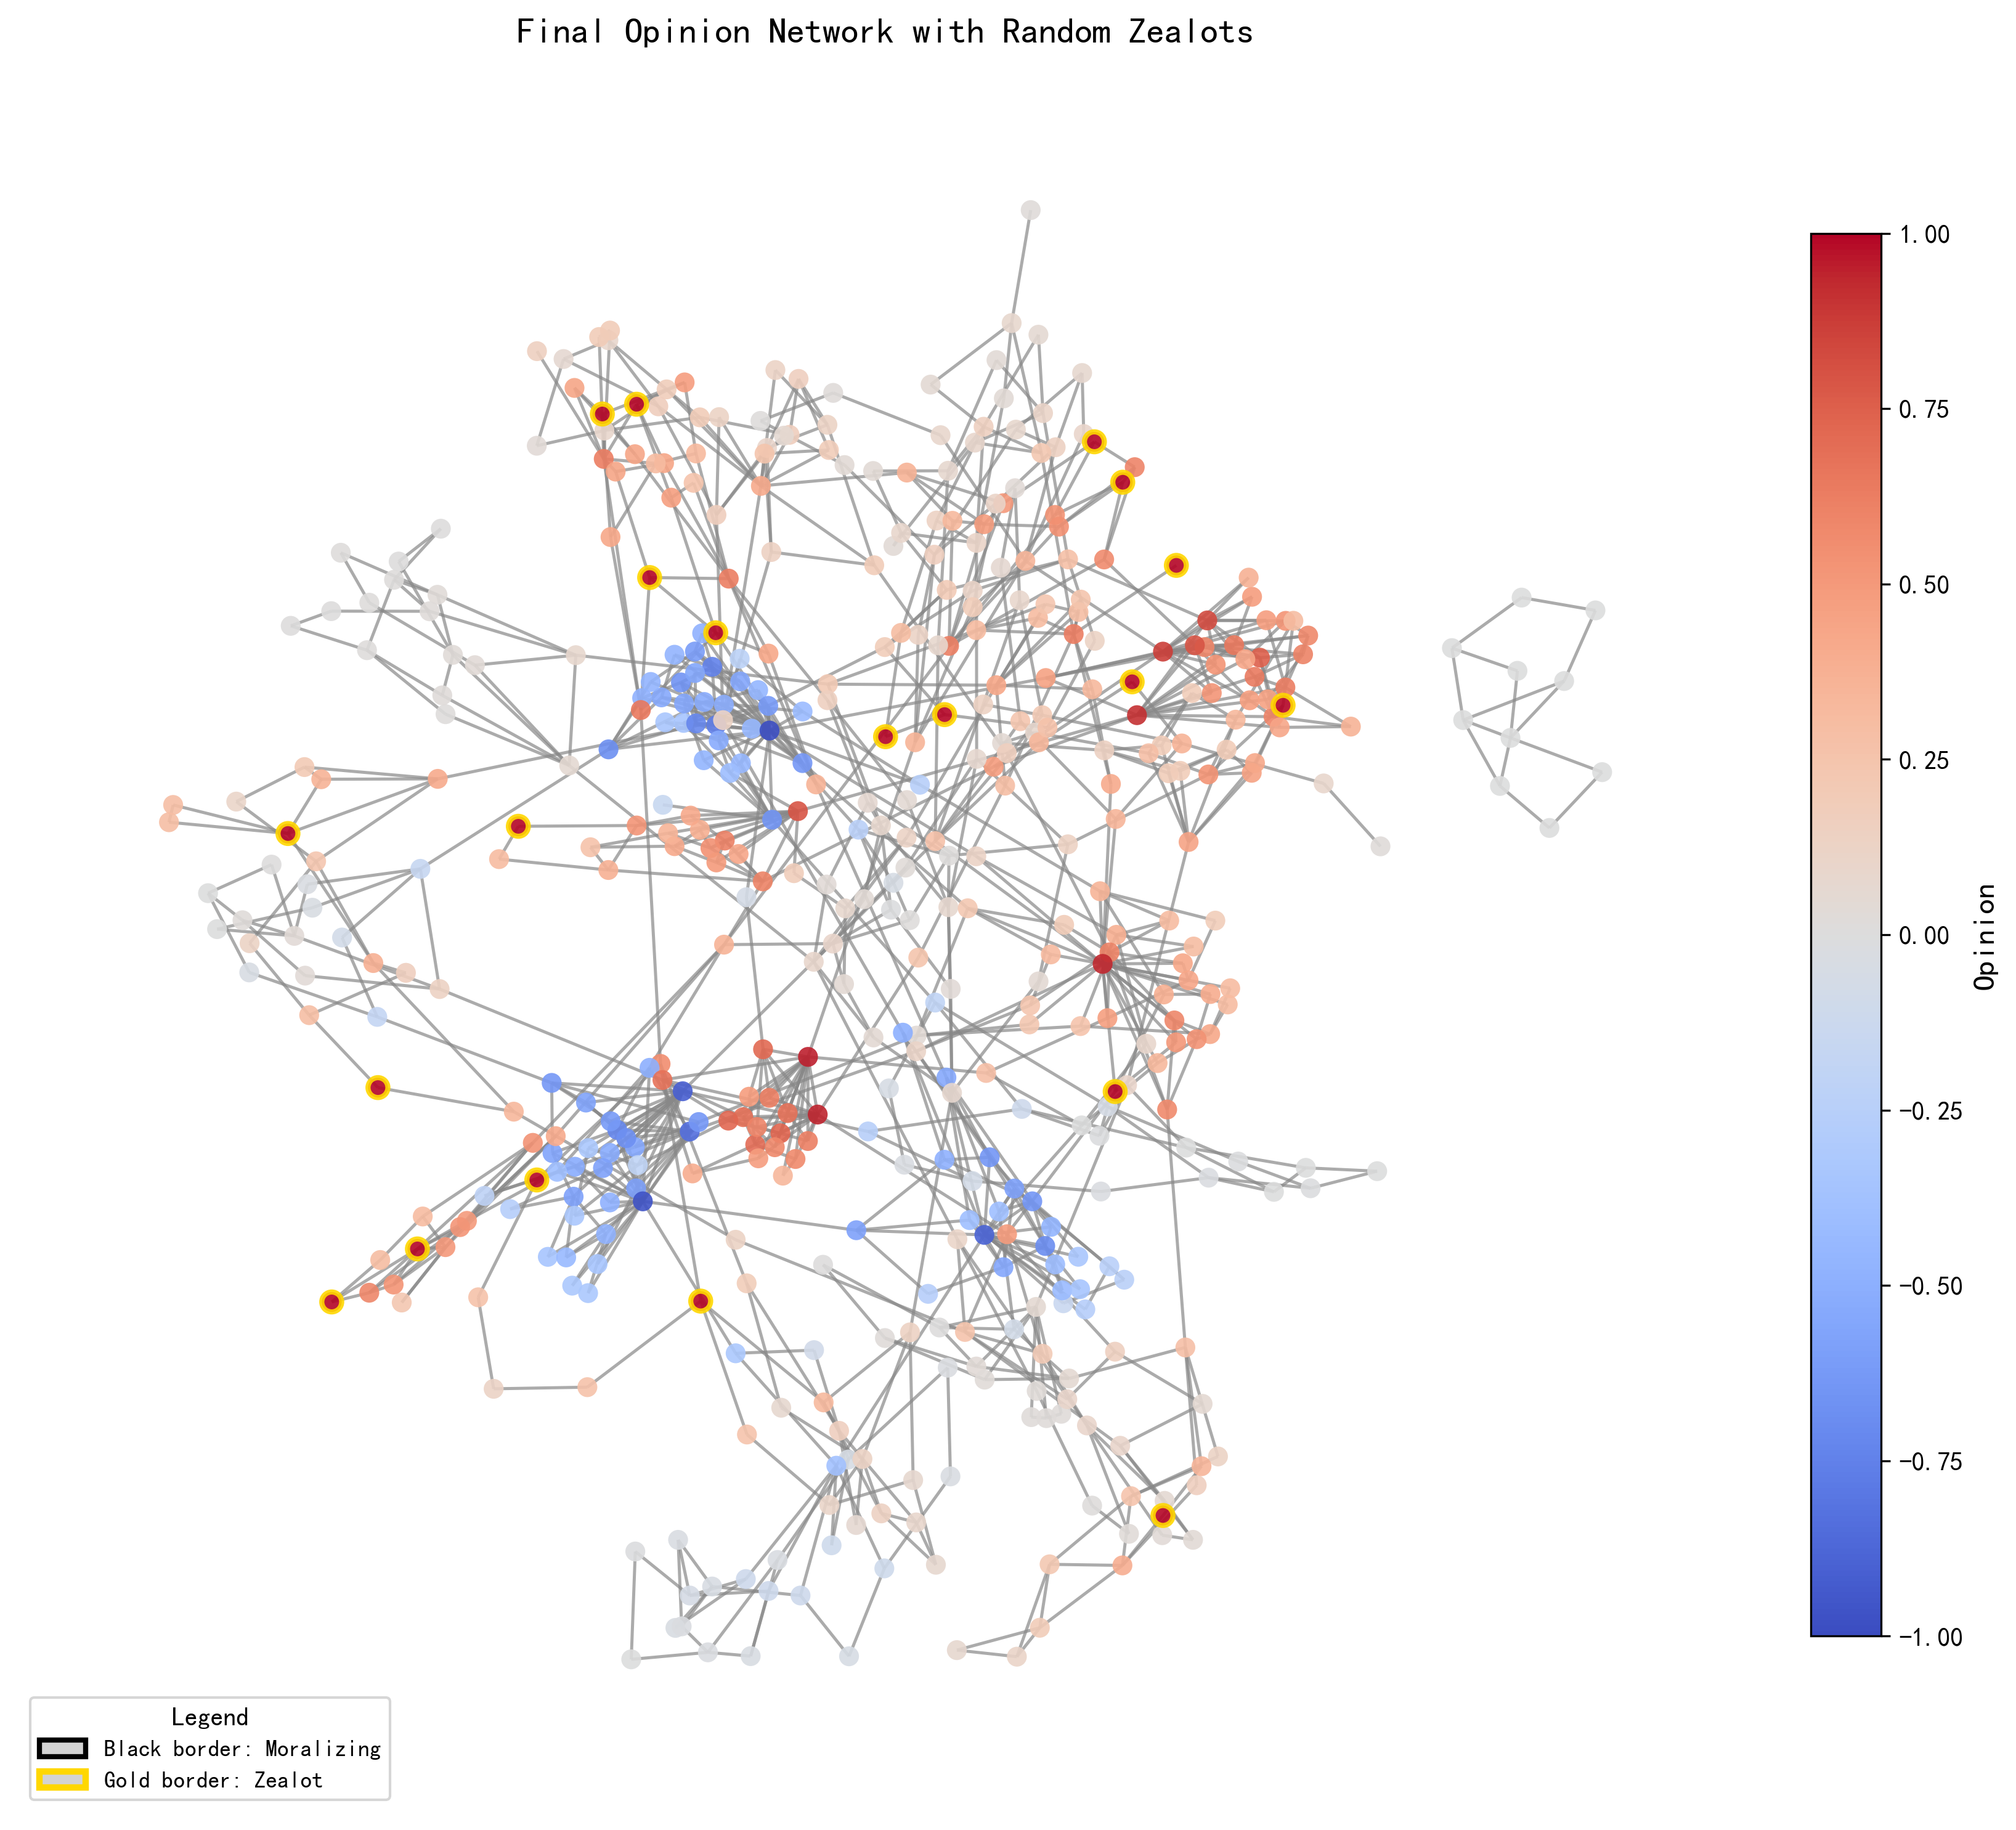 Final Opinion Network with Random Zealots
1.00
0.75
0.50
0.25
0.00
−0.25
−0.50
−0.75
−1.00
Opinion
Legend
Black border: Moralizing
Gold border: Zealot